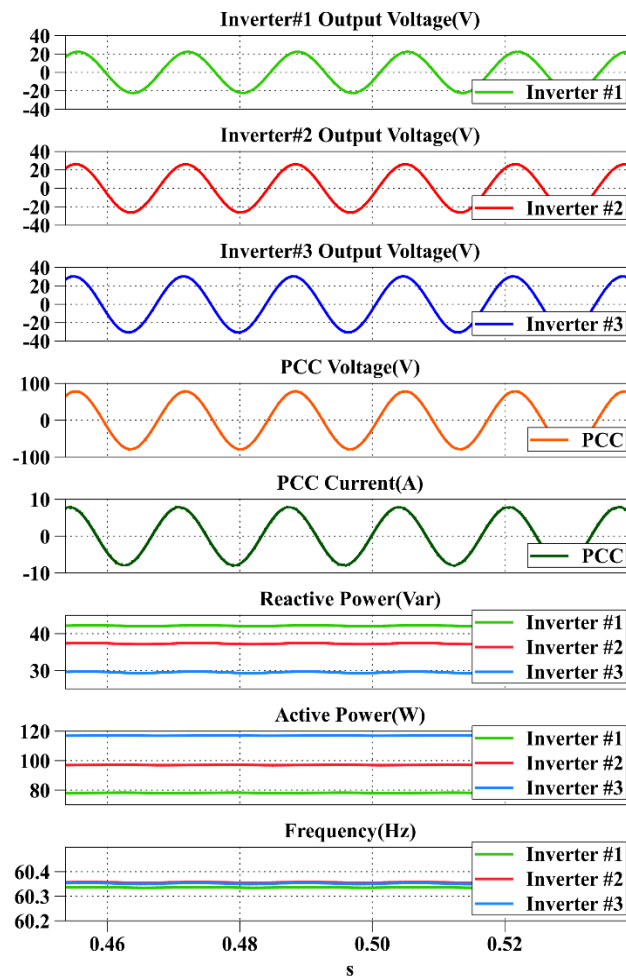 Inverter#1 Output Voltage(V)
40
20
0
-20
-40
Inverter #1
Inverter#2 Output Voltage(V)
40
20
0
-20
-40
Inverter #2
Inverter#3 Output Voltage(V)
40
20
0
-20
-40
Inverter #3
PCC Voltage(V)
100
0
-100
PCC
PCC Current(A)
10
0
-10
PCC
Reactive Power(Var)
40
30
Inverter #1
Inverter #2
Inverter #3
Active Power(W)
120
100
80
Inverter #1
Inverter #2
Inverter #3
Frequency(Hz)
60.4
60.3
60.2
Inverter #1
Inverter #2
Inverter #3
0.46 0.48 0.50 0.52
s